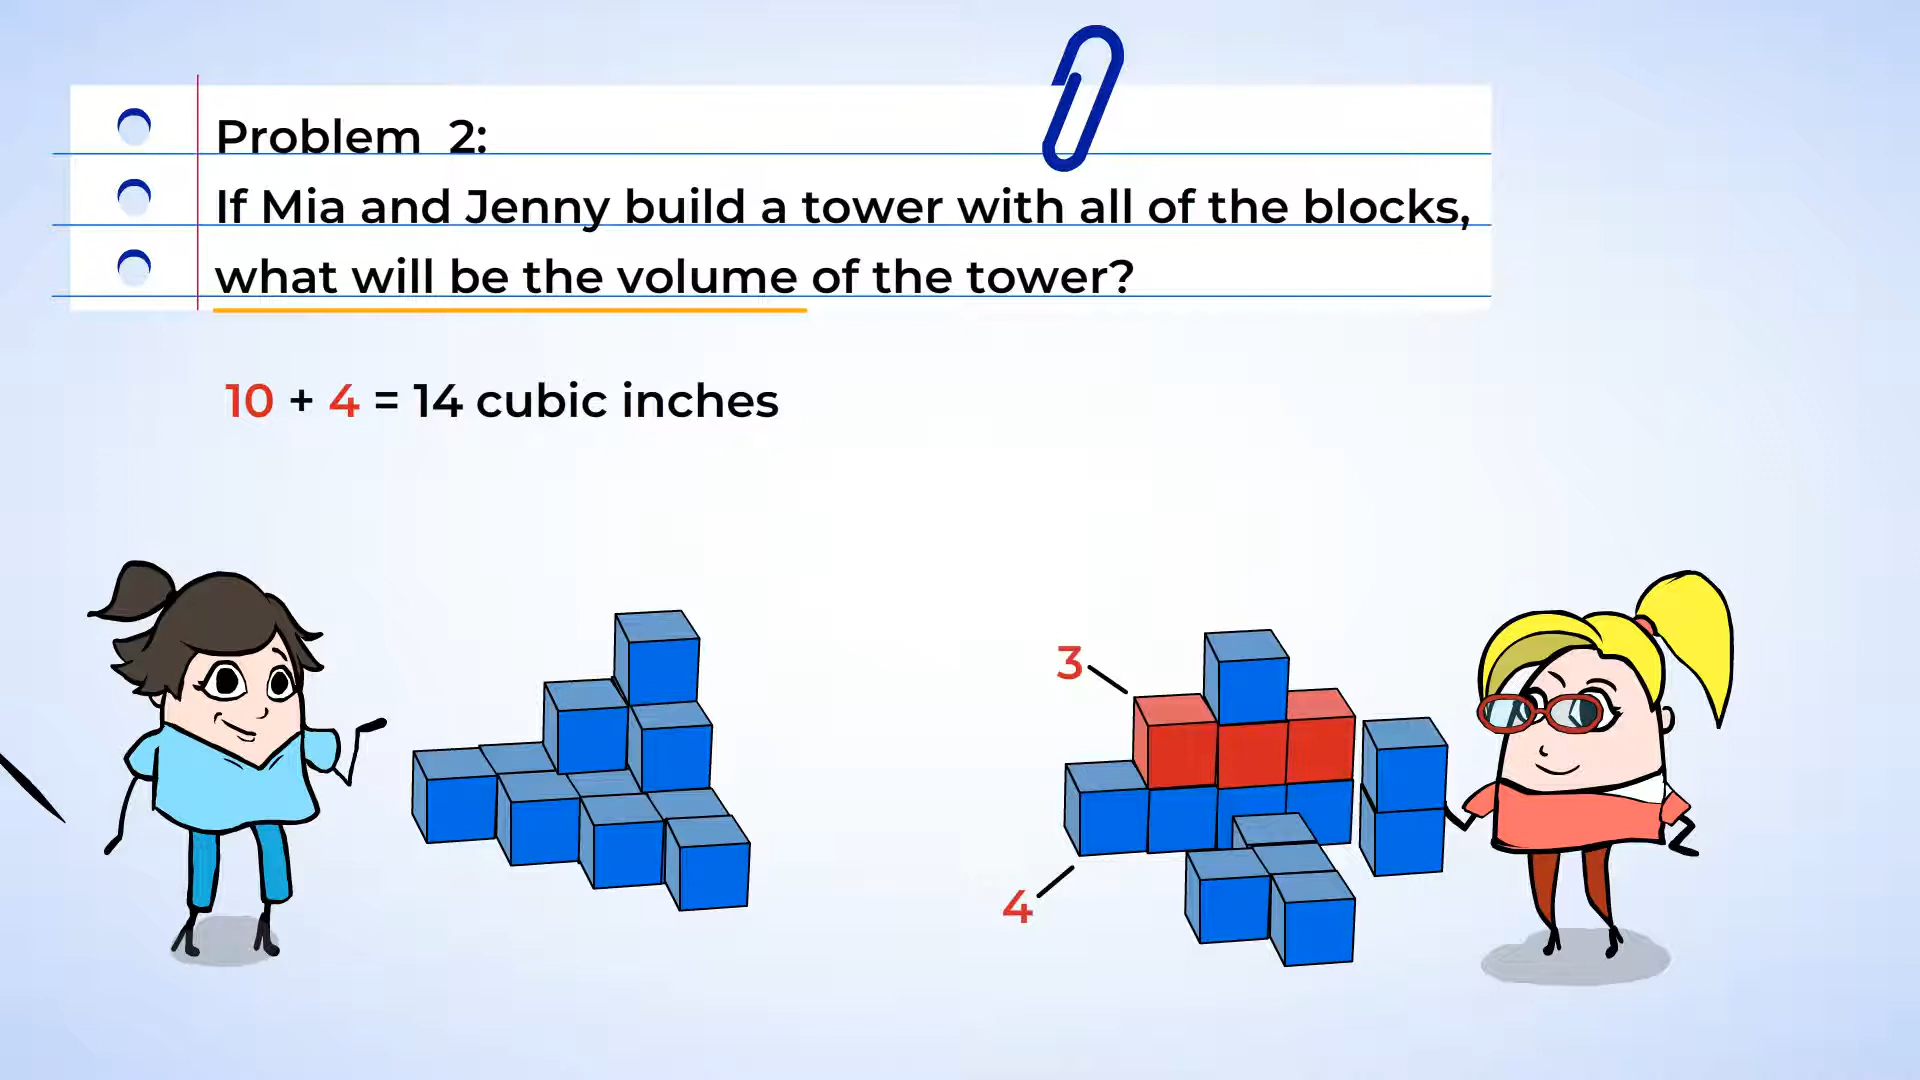 Problem 2:
If Mia and Jenny build a tower with all of the blocks,
what will be the volume of the tower?
10 + 4 = 14 cubic inches
3
4